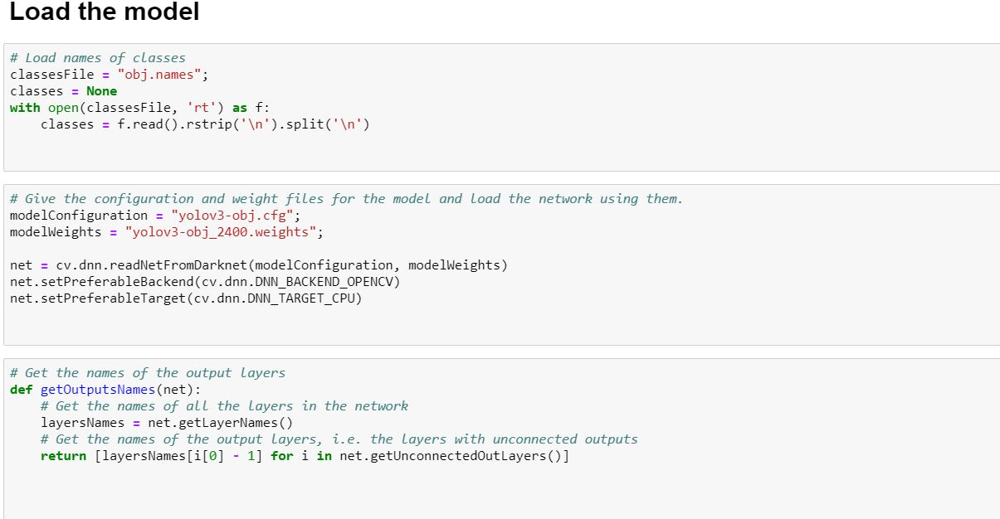 Load the model
# Load names of classes
classesFile = "obj.names";
classes = None
with open(classesFile, 'rt') as f:
    classes = f.read().rstrip('\n').split('\n')
# Give the configuration and weight files for the model and load the network using them.
modelConfiguration = "yolov3-obj.cfg";
modelWeights = "yolov3-obj_2400.weights";
net = cv.dnn.readNetFromDarknet(modelConfiguration, modelWeights)
net.setPreferableBackend(cv.dnn.DNN_BACKEND_OPENCV)
net.setPreferableTarget(cv.dnn.DNN_TARGET_CPU)
# Get the names of the output layers
def getOutputsNames(net):
    # Get the names of all the layers in the network
    layersNames = net.getLayerNames()
    # Get the names of the output layers, i.e. the layers with unconnected outputs
    return [layersNames[i[0] - 1] for i in net.getUnconnectedOutLayers()]